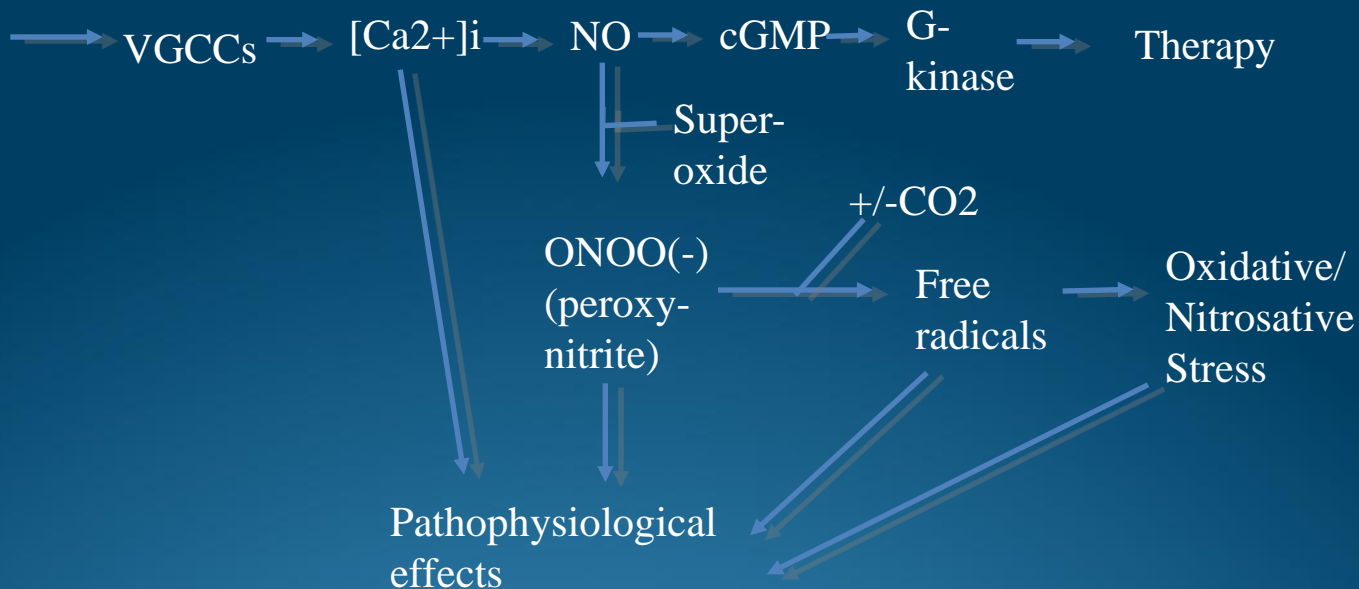 VGCCs
[Ca2+]i
NO
cGMP
G-
kinase
Therapy
Super-
oxide
+/-CO2
ONOO(-)
(peroxy-
nitrite)
Free
radicals
Oxidative/
Nitrosative
Stress
Pathophysiological
effects